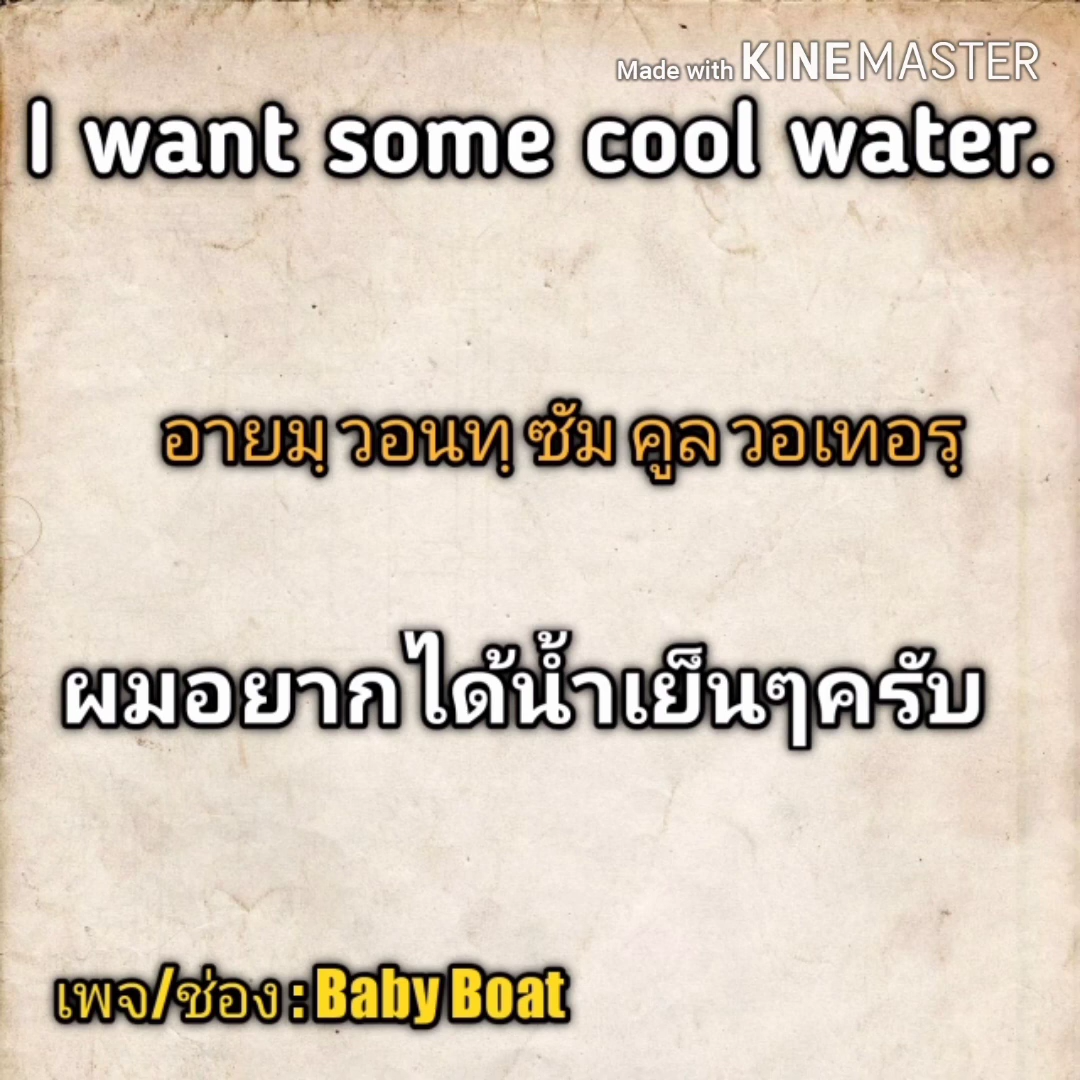 Made with KINEMASTER
I want some cool water.
อายมฺ วอนทฺ ซัม คูล วอเทอรฺ
ผมอยากได้น้ำเย็นๆครับ
เพจ/ช่อง : Baby Boat